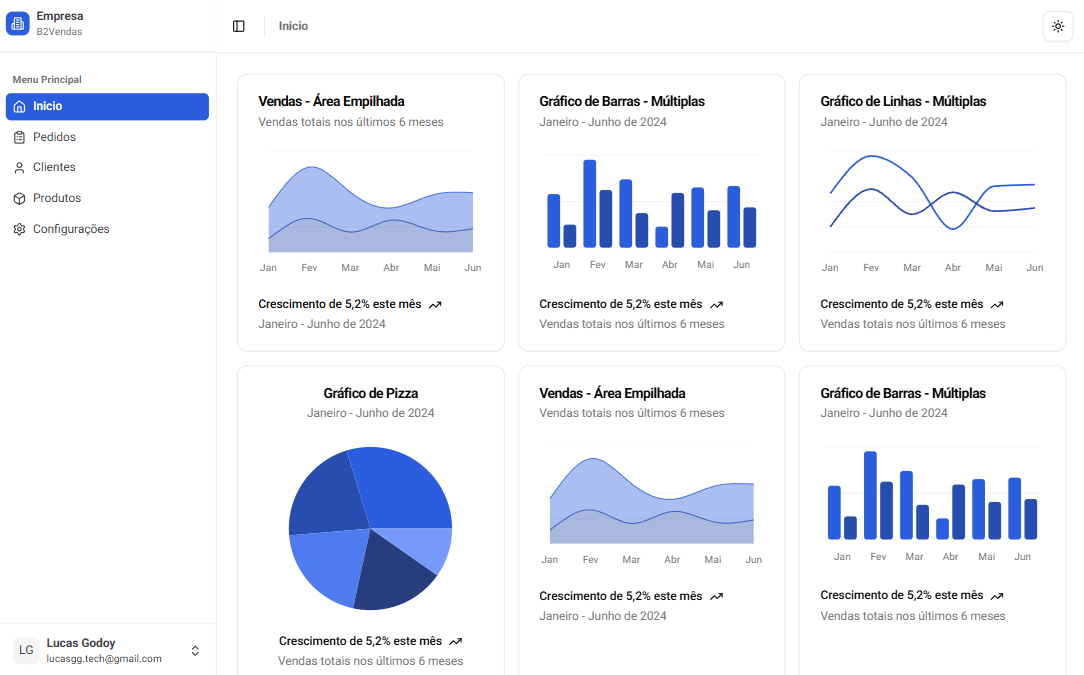 Empresa
B2Vendas
Menu Principal
Inicio
Pedidos
Clientes
Produtos
Configurações
LG
Lucas Godoy
lucasgg.tech@gmail.com
Inicio
Vendas - Área Empilhada
Vendas totais nos últimos 6 meses
Jan Fev Mar Abr Mai Jun
Crescimento de 5,2% este mês
Janeiro - Junho de 2024
Gráfico de Barras - Múltiplas
Janeiro - Junho de 2024
Jan Fev Mar Abr Mai Jun
Crescimento de 5,2% este mês
Vendas totais nos últimos 6 meses
Gráfico de Linhas - Múltiplas
Janeiro - Junho de 2024
Jan Fev Mar Abr Mai Jun
Crescimento de 5,2% este mês
Vendas totais nos últimos 6 meses
Gráfico de Pizza
Janeiro - Junho de 2024
Crescimento de 5,2% este mês
Vendas totais nos últimos 6 meses
Vendas - Área Empilhada
Vendas totais nos últimos 6 meses
Jan Fev Mar Abr Mai Jun
Crescimento de 5,2% este mês
Janeiro - Junho de 2024
Gráfico de Barras - Múltiplas
Janeiro - Junho de 2024
Jan Fev Mar Abr Mai Jun
Crescimento de 5,2% este mês
Vendas totais nos últimos 6 meses